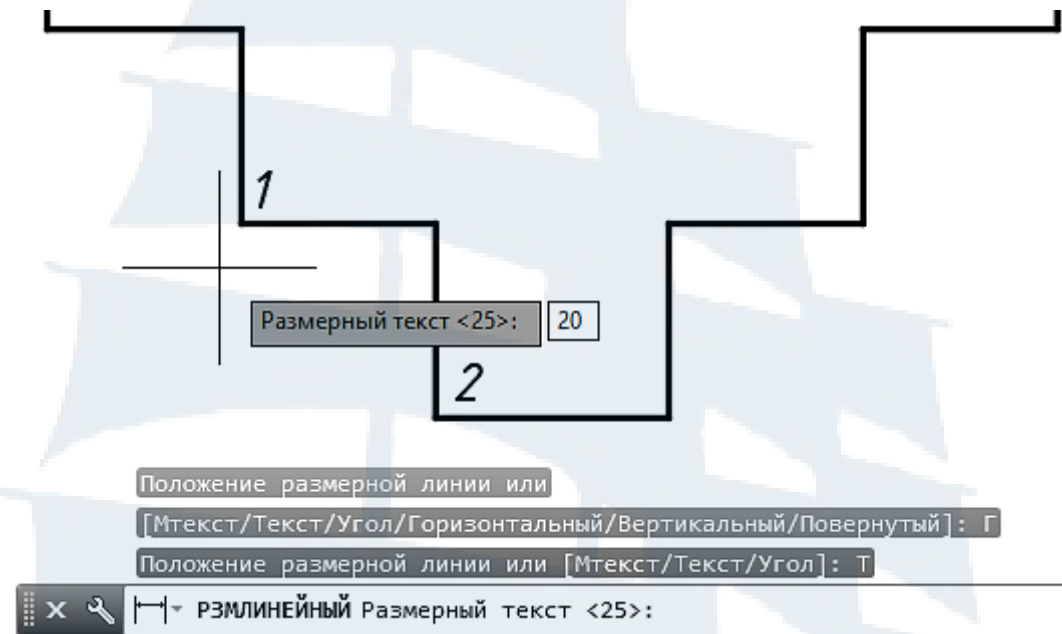 1
Размерный текст <25>: 20
2
Положение размерной линии или
[Мтекст/Текст/Угол/Горизонтальный/Вертикальный/Повернутый]: Г
Положение размерной линии или [Мтекст/Текст/Угол]: Т
РЗМЛИНЕЙНЫЙ Размерный текст <25>: